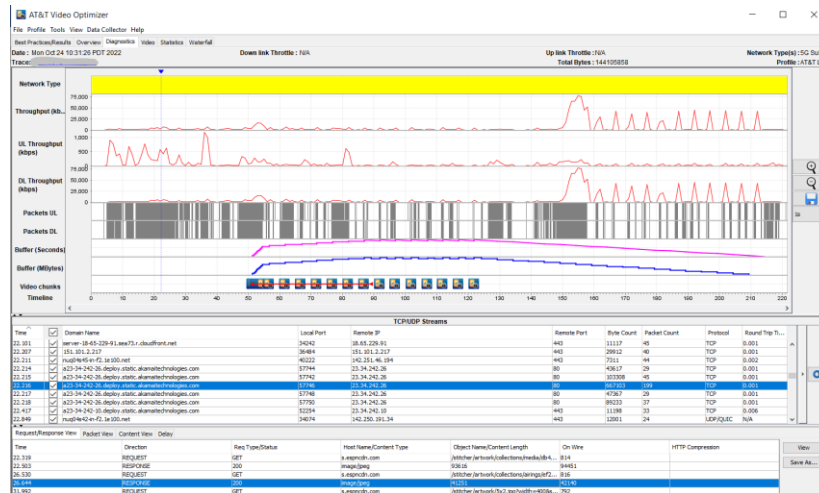 AT&T Video Optimizer
File Profile Tools View Data Collector Help
Best Practices/Results Overview Diagnostics Video Statistics Waterfall
Date : Mon Oct 24 10:31:26 PDT 2022 Down link Throttle : N/A Up link Throttle : N/A Network Type(s) :5G Su
Trace: Total Bytes : 144105858 Profile : AT&T L
Network Type
Throughput (kb... 75,000 50,000 25,000 0
UL Throughput (kbps) 1,000 500
DL Throughput (kbps) 75,000 50,000 25,000 0
Packets UL
Packets DL
Buffer (Seconds)
Buffer (MBytes)
Video chunks
Timeline 0 10 20 30 40 50 60 70 80 90 100 110 120 130 140 150 160 170 180 190 200 210 220
TCP/UDP Streams
Time Domain Name Local Port Remote IP Remote Port Byte Count Packet Count Protocol Round Trip Ti...
22.101 server-18-65-229-91.sea73.r.cloudfront.net 34242 18.65.229.91 443 11117 45 TCP 0.001
22.207 151.101.2.217 36484 151.101.2.217 443 29912 40 TCP 0.001
22.211 nuq04s45-in-f2.1e100.net 40222 142.251.46.194 443 7311 44 TCP 0.002
22.214 a23-34-242-26.deploy.static.akamaitechnologies.com 57744 23.34.242.26 80 43617 29 TCP 0.001
22.215 a23-34-242-26.deploy.static.akamaitechnologies.com 57742 23.34.242.26 80 103308 45 TCP 0.001
22.216 a23-34-242-26.deploy.static.akamaitechnologies.com 57746 23.34.242.26 80 667103 199 TCP 0.001
22.217 a23-34-242-26.deploy.static.akamaitechnologies.com 57748 23.34.242.26 80 47367 29 TCP 0.001
22.218 a23-34-242-26.deploy.static.akamaitechnologies.com 57750 23.34.242.26 80 89233 37 TCP 0.001
22.417 a23-34-242-10.deploy.static.akamaitechnologies.com 52254 23.34.242.10 443 11198 33 TCP 0.006
22.849 nuq04s42-in-f2.1e100.net 34074 142.250.191.34 443 12001 24 UDP/QUIC N/A
Request/Response View Packet View Content View Delay
Time Direction Req Type/Status Host Name/Content Type Object Name/Content Length On Wire HTTP Compression View
22.319 REQUEST GET s.espncdn.com /stitcher/artwork/collections/media/db4... 814
22.503 RESPONSE 200 image/jpeg 93616 94451 Save As...
26.530 REQUEST GET s.espncdn.com /stitcher/artwork/collections/airings/ef2... 816
26.644 RESPONSE 200 image/jpeg 41251 42140
31.992 REQUEST GET s.espncdn.com 792